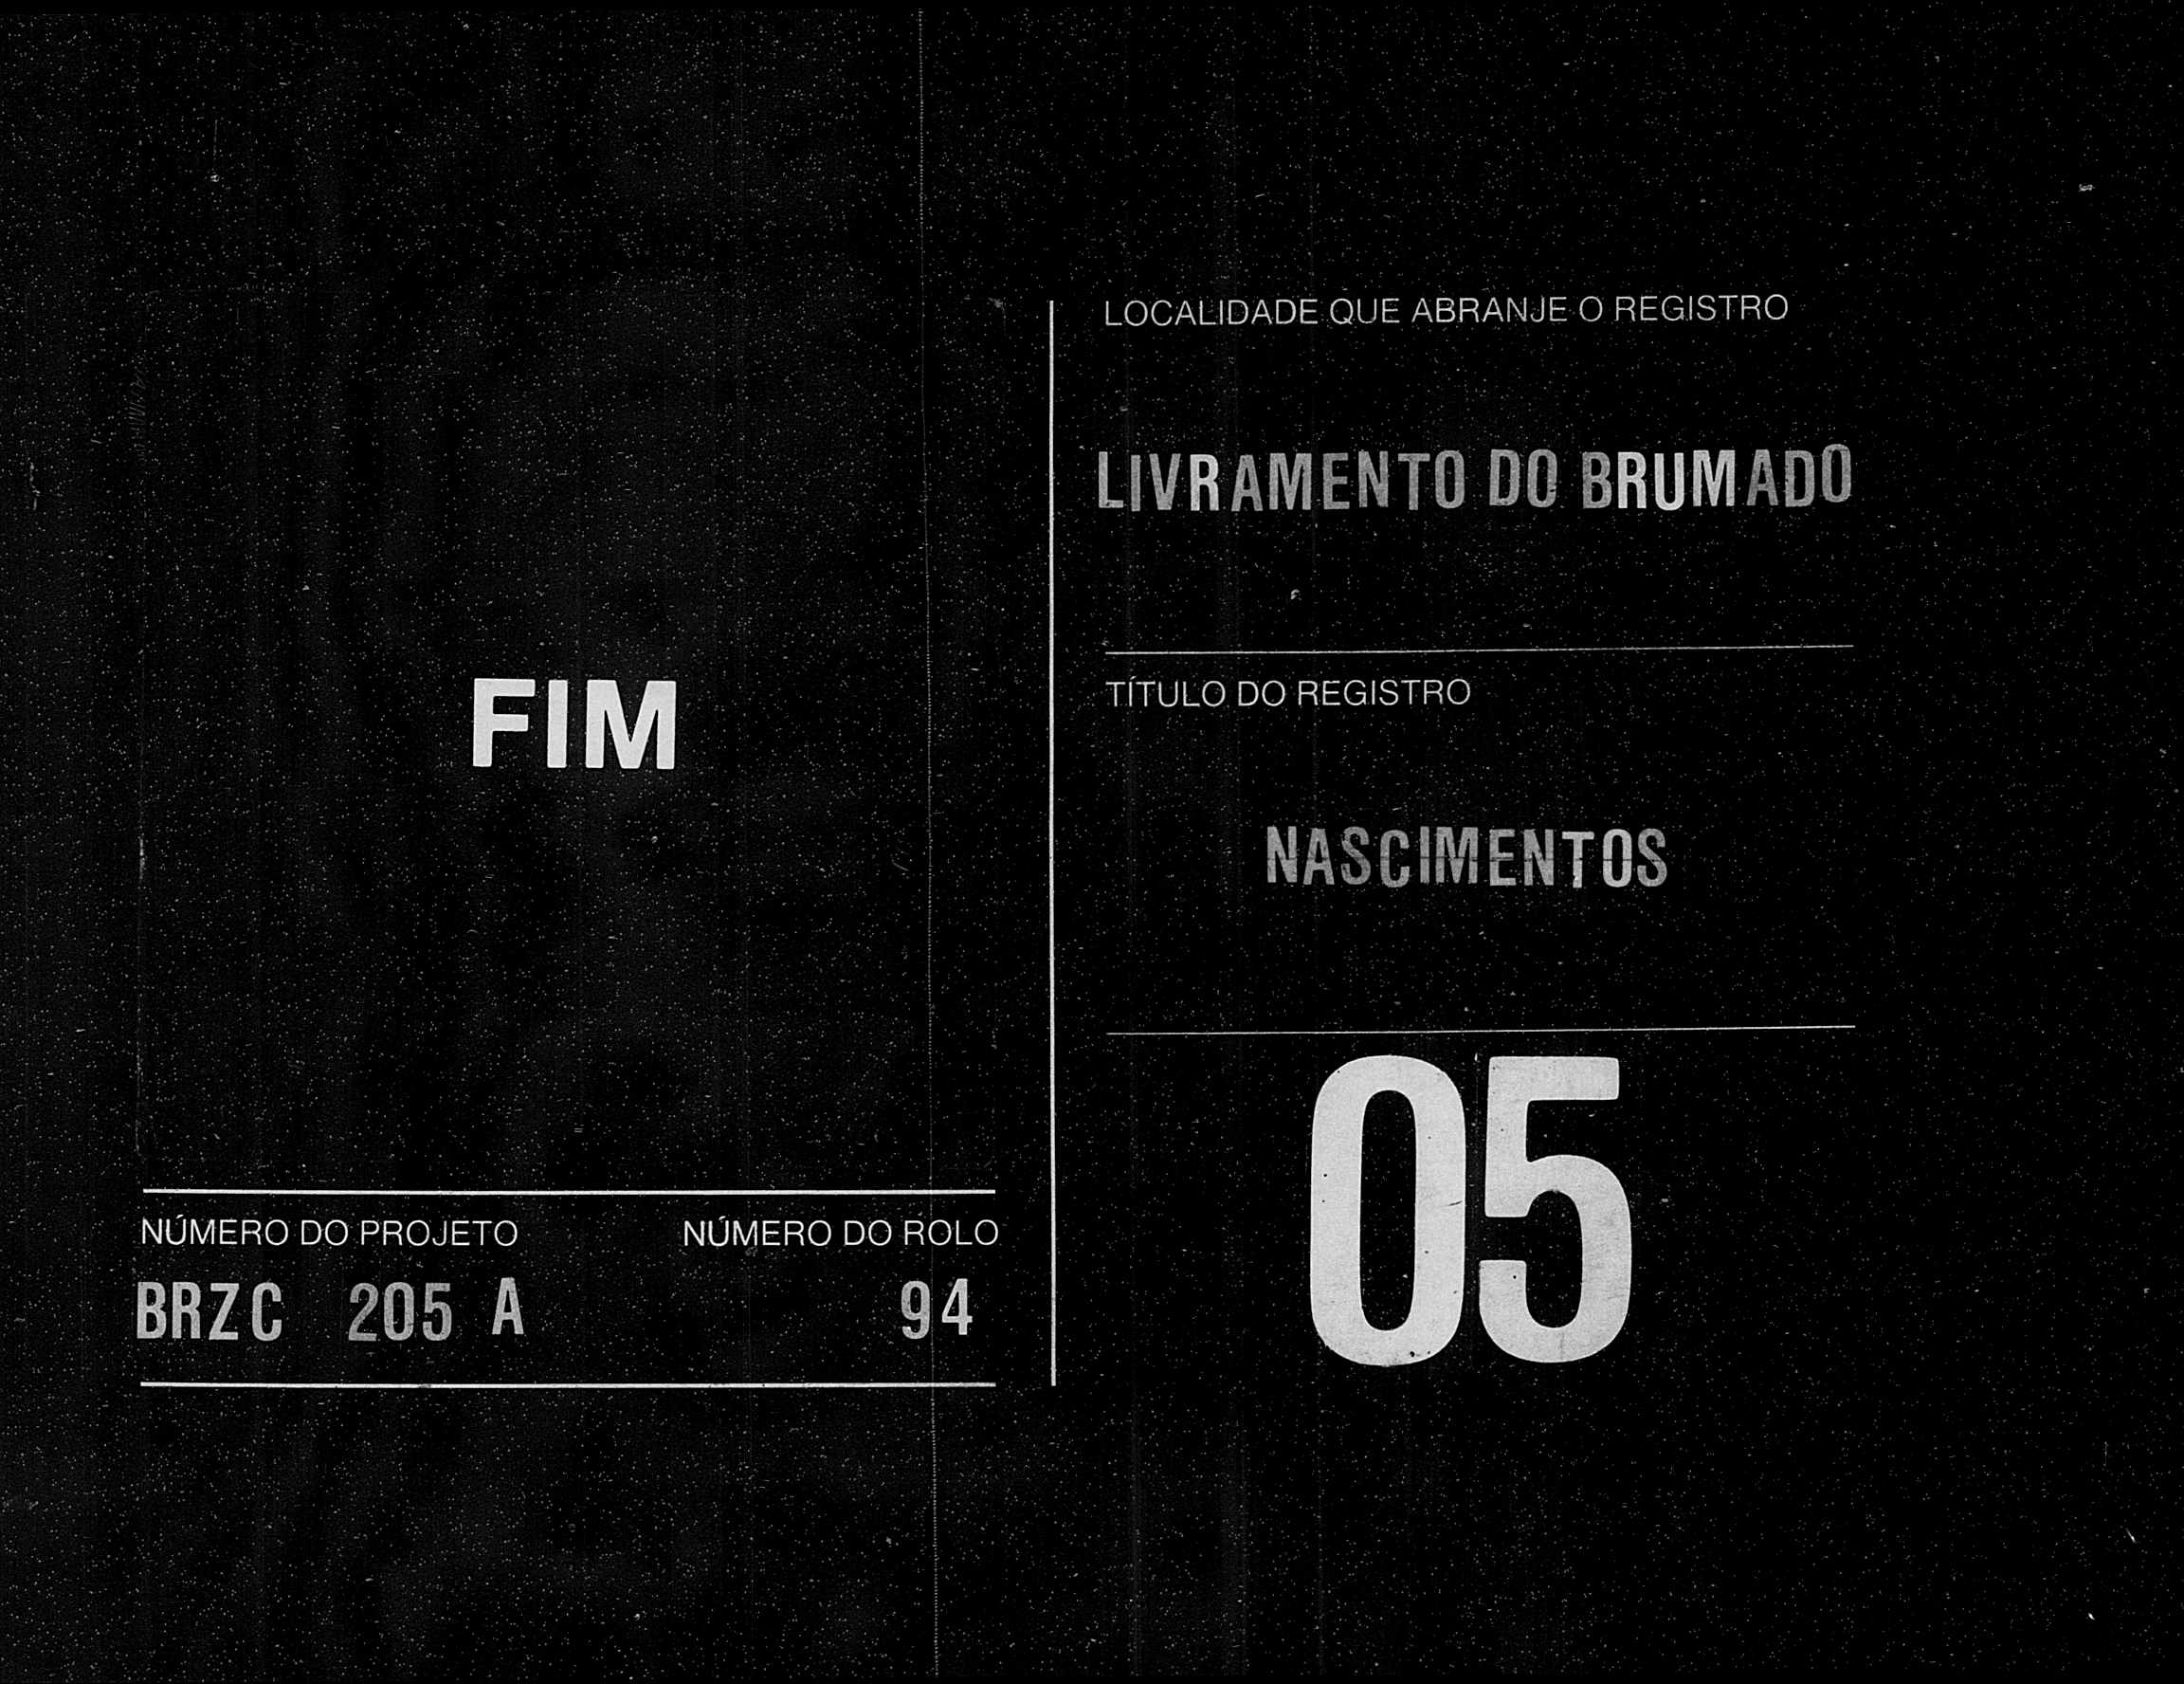 FIM
NÚMERO DO PROJETO
BRZC 205 A
NÚMERO DO ROLO
94
LOCALIDADE QUE ABRANJE O REGISTRO
LIVRAMENTO DO BRUMADO
TÍTULO DO REGISTRO
NASCIMENTOS
05